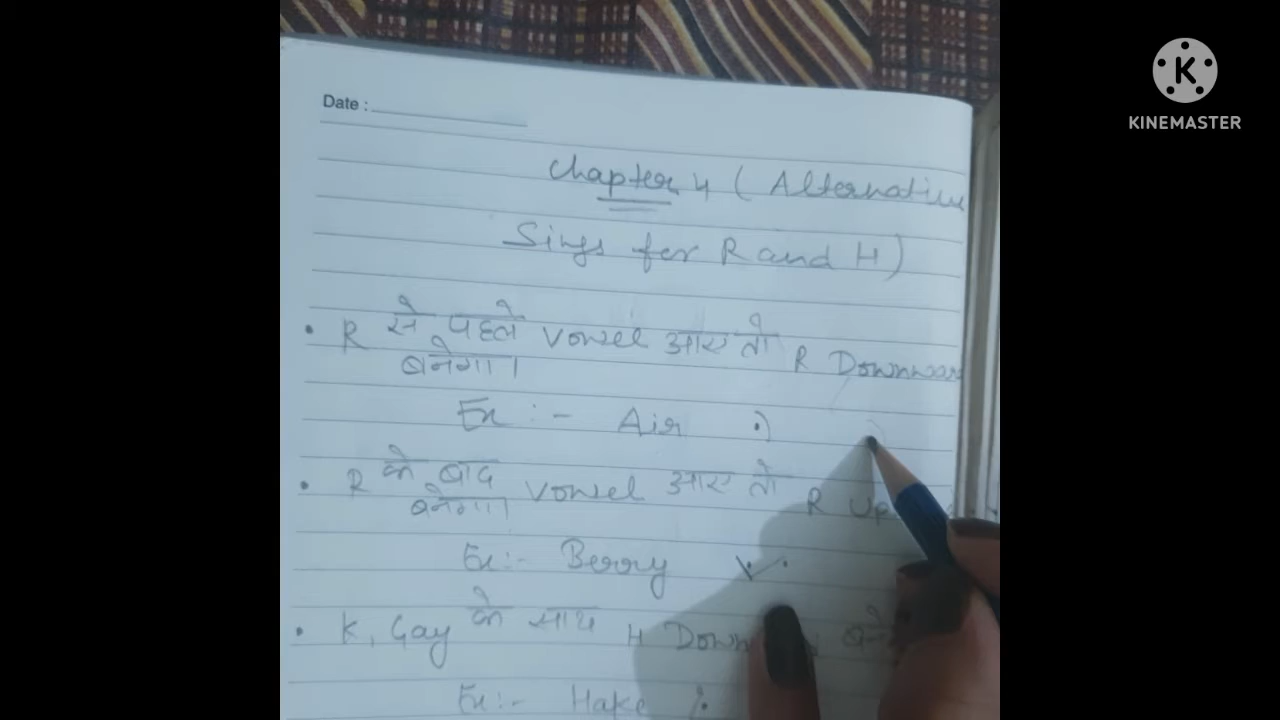 Date :
Chapter 4 ( Alternative
Sings for R and H )
• R से पहले vowel आए तो R Downward
बनेगा।
Ex :- Air
• R के बाद vowel आए तो R Up
बनेगा।
Ex :- Berry
• K, Gay के साथ H Down
Ex :- Hake
K
KINEMASTER